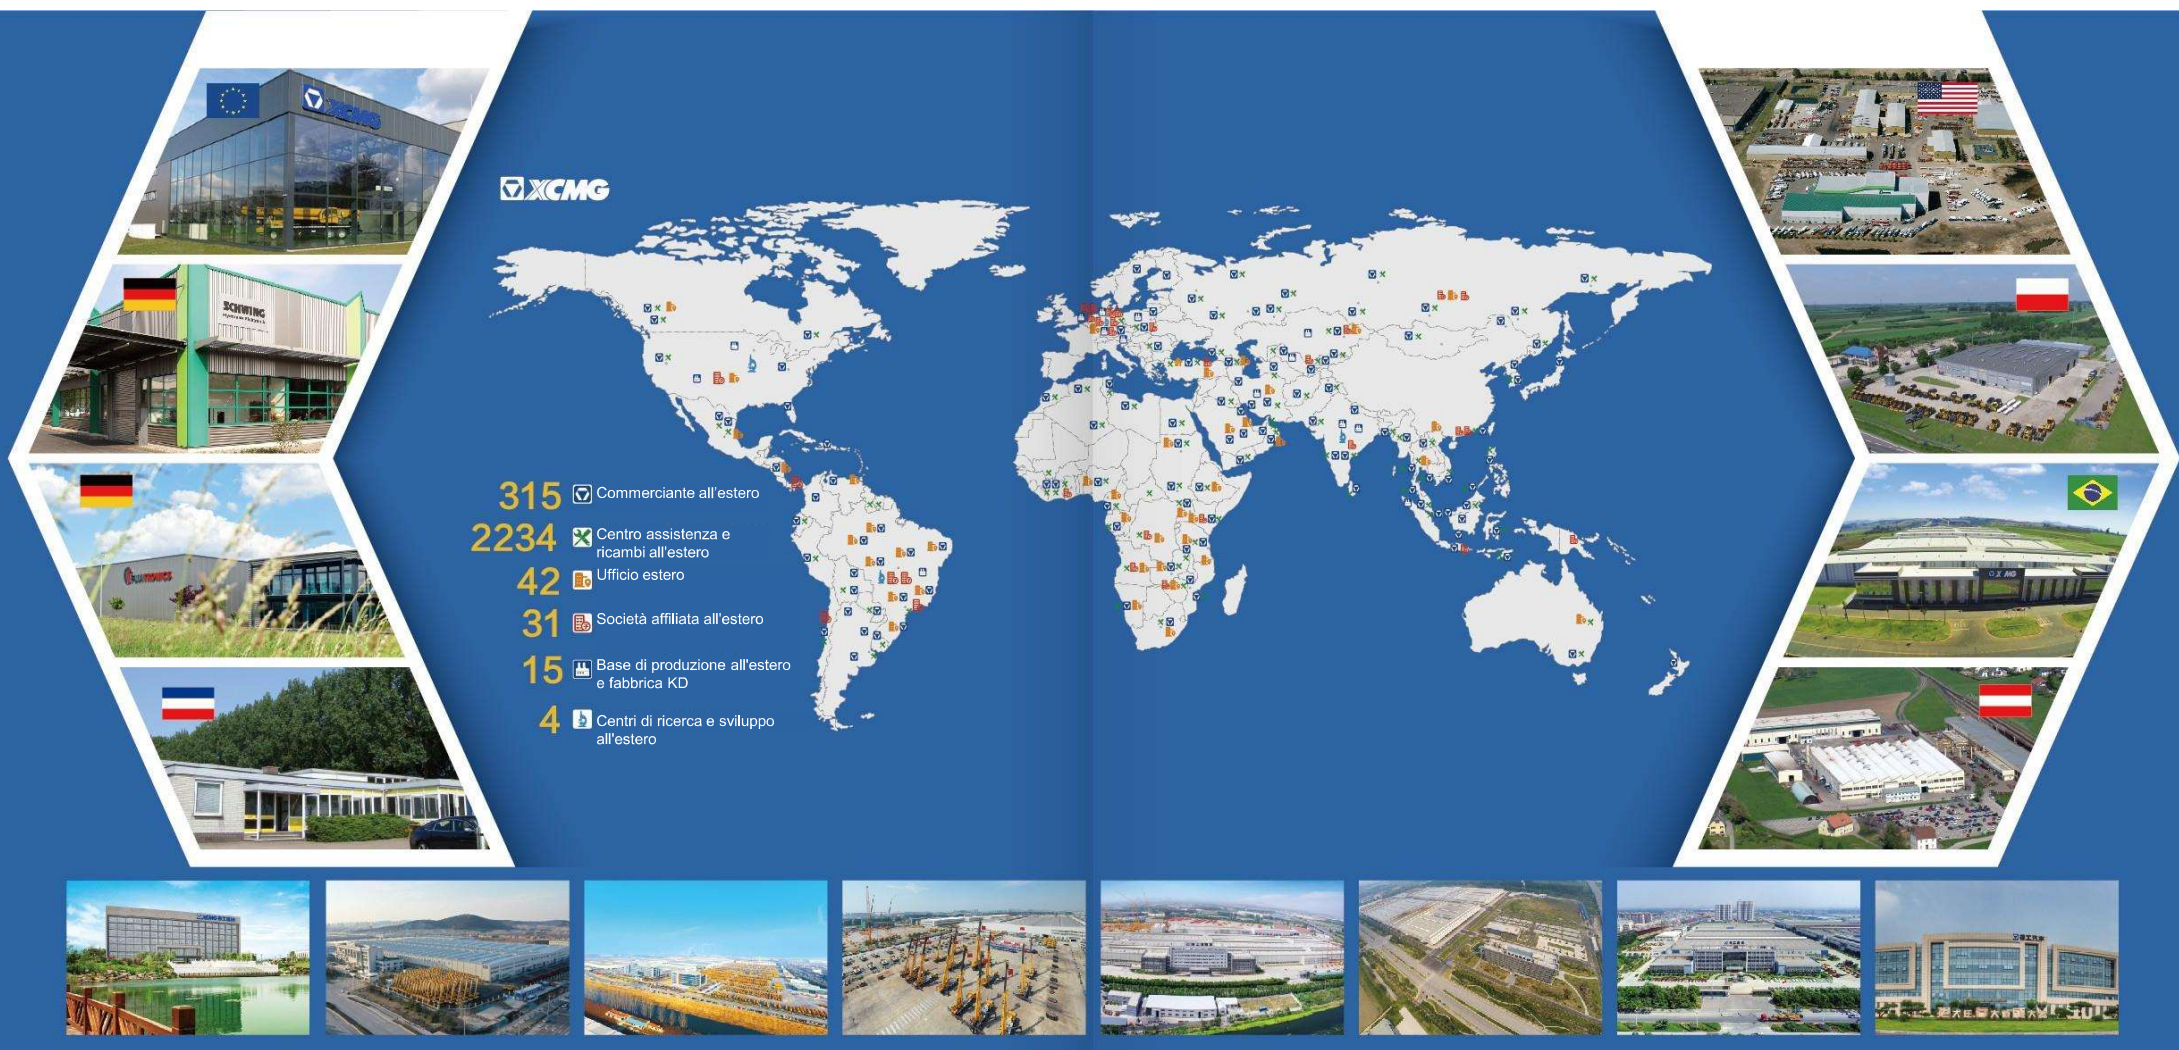 XCMG
SCHWING
XCMG
315
Commerciante all'estero
2234
Centro assistenza e
ricambi all'estero
42
Ufficio estero
31
Società affiliata all'estero
15
Base di produzione all'estero
e fabbrica KD
4
Centri di ricerca e sviluppo
all'estero